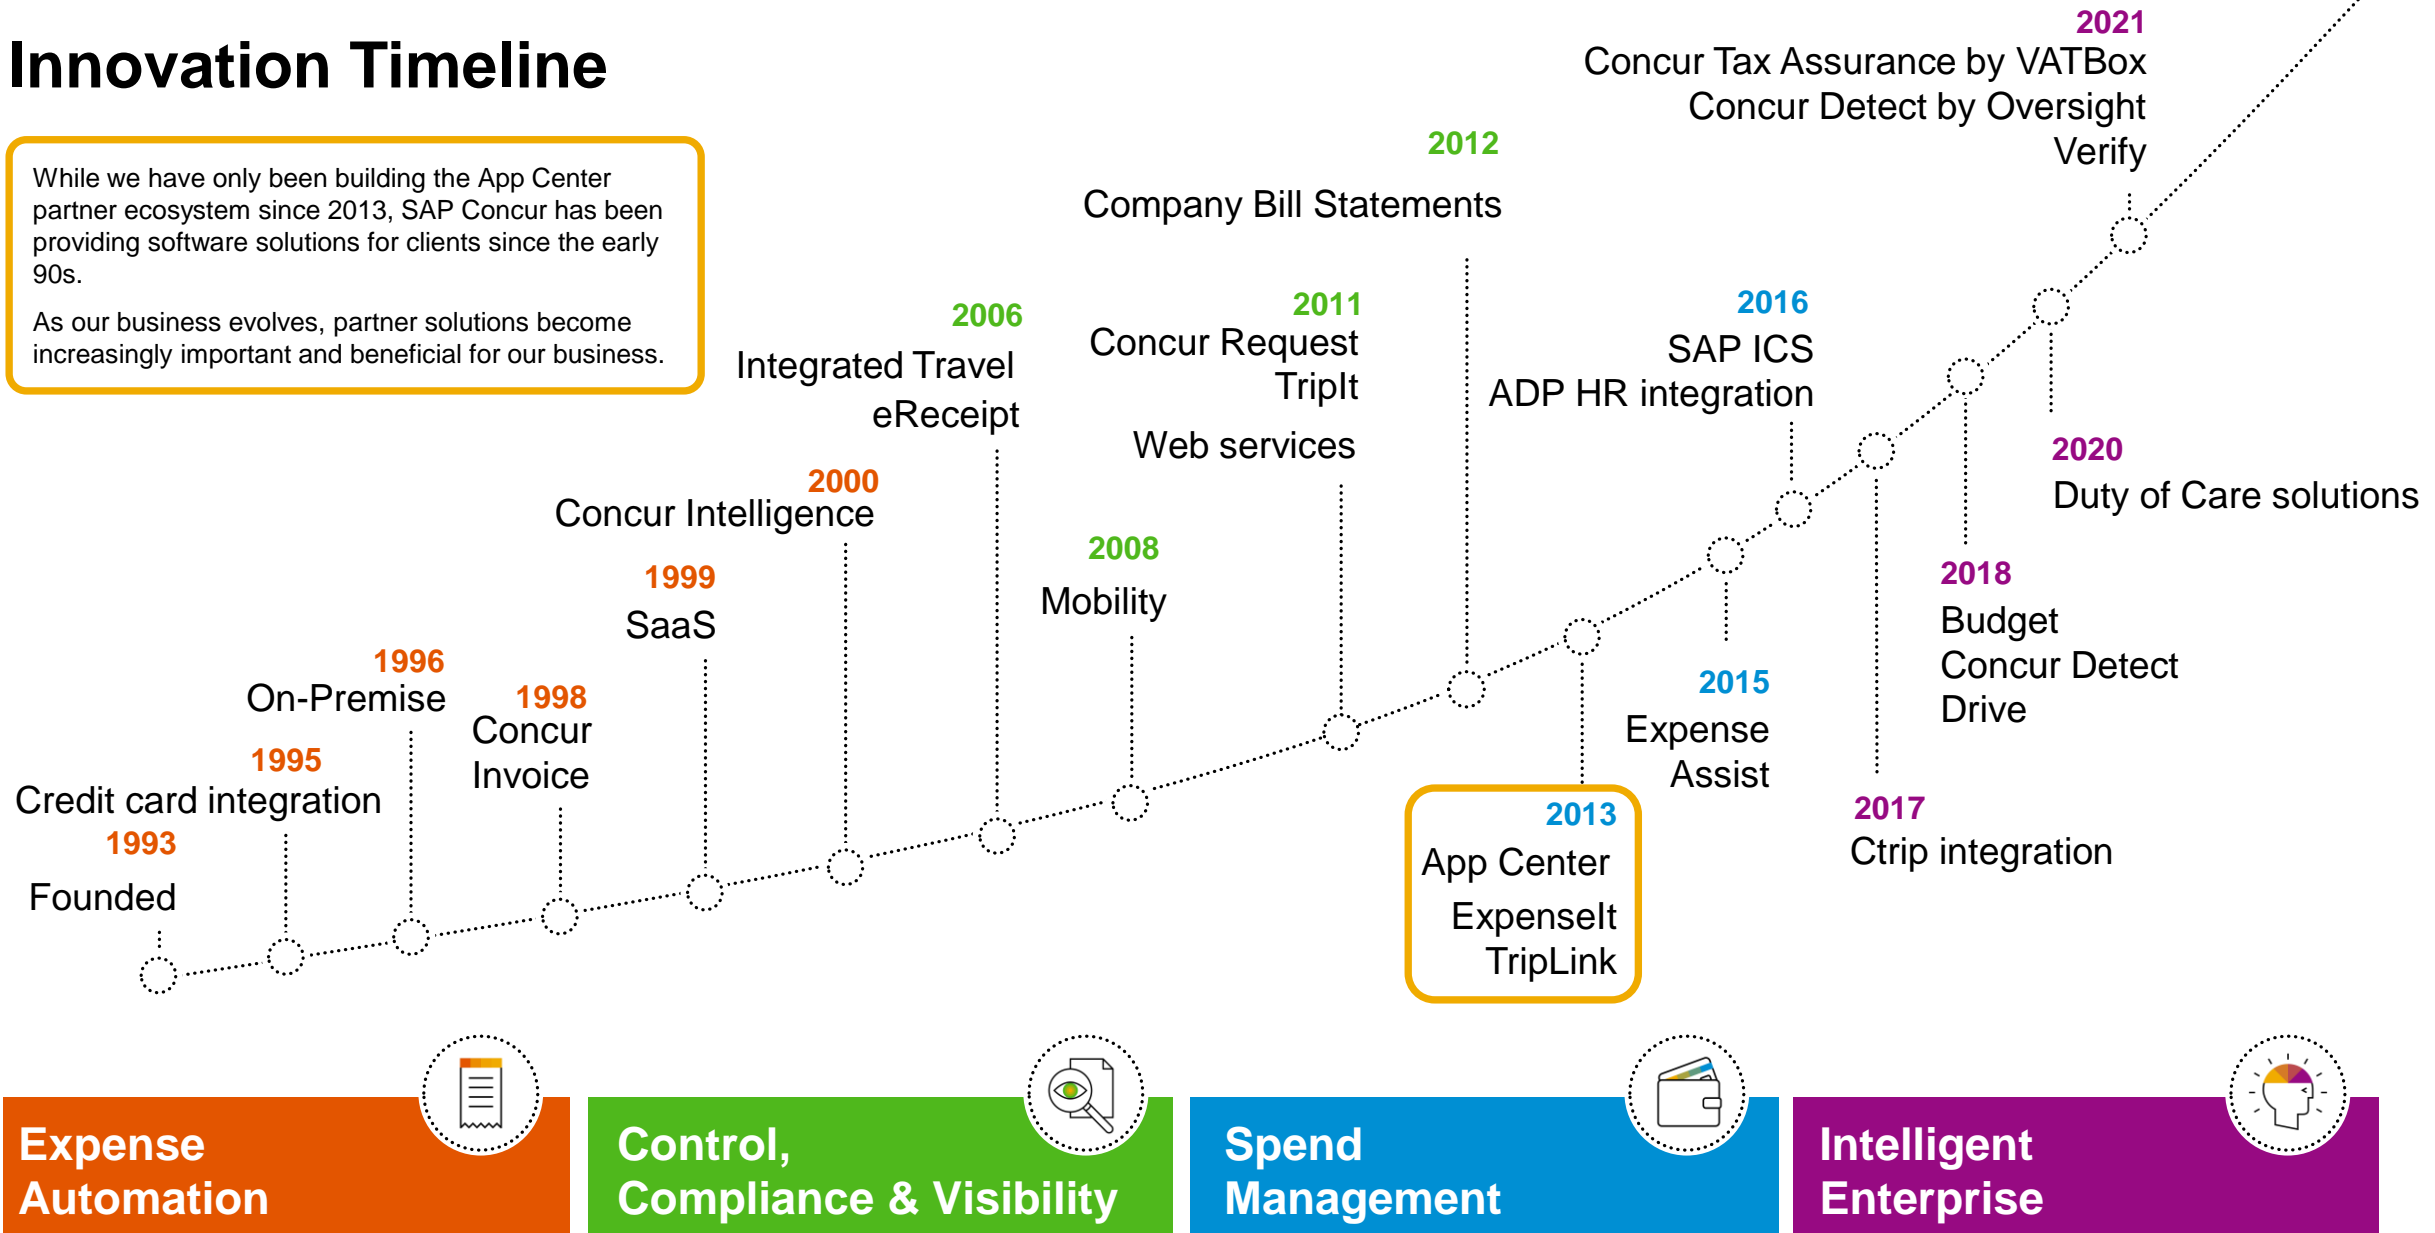 Innovation Timeline
While we have only been building the App Center
partner ecosystem since 2013, SAP Concur has been
providing software solutions for clients since the early
90s.
As our business evolves, partner solutions become
increasingly important and beneficial for our business.
1993
Founded
1995
Credit card integration
1996
On-Premise
1998
Concur
Invoice
1999
SaaS
2000
Concur Intelligence
2006
Integrated Travel
eReceipt
2008
Mobility
2011
Concur Request
TripIt
Web services
2012
Company Bill Statements
2013
App Center
ExpenseIt
TripLink
2015
Expense
Assist
2016
SAP ICS
ADP HR integration
2017
Ctrip integration
2018
Budget
Concur Detect
Drive
2020
Duty of Care solutions
2021
Concur Tax Assurance by VATBox
Concur Detect by Oversight
Verify
Expense
Automation
Control,
Compliance & Visibility
Spend
Management
Intelligent
Enterprise